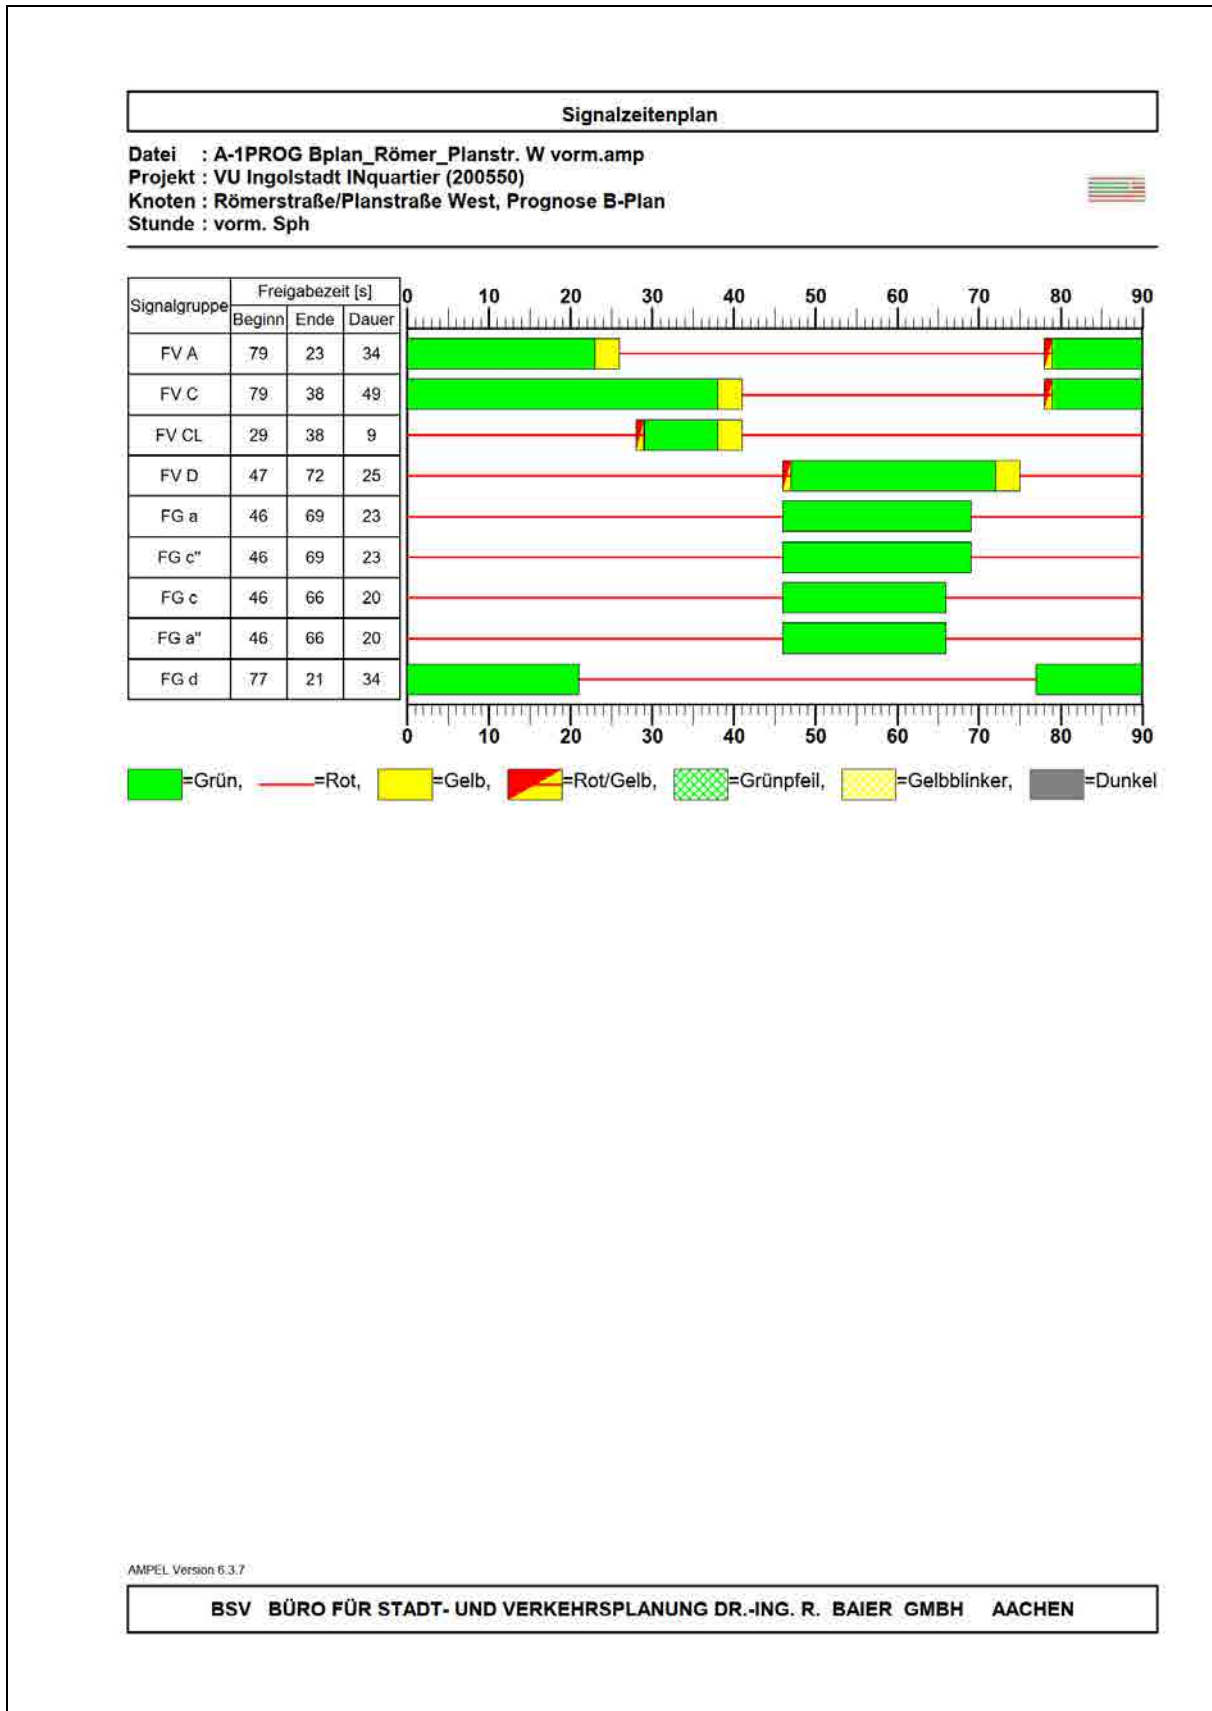 Signalzeitenplan
Datei : A-1PROG Bplan_Römer_Planstr. W vorm.amp
Projekt : VU Ingolstadt INquartier (200550)
Knoten : Römerstraße/Planstraße West, Prognose B-Plan
Stunde : vorm. Sph
Signalgruppe Freigabezeit [s]
Beginn Ende Dauer
0 10 20 30 40 50 60 70 80 90
FV A 79 23 34
FV C 79 38 49
FV CL 29 38 9
FV D 47 72 25
FG a 46 69 23
FG c" 46 69 23
FG c 46 66 20
FG a" 46 66 20
FG d 77 21 34
0 10 20 30 40 50 60 70 80 90
=Grün, =Rot, =Gelb, =Rot/Gelb, =Grünpfeil, =Gelbblinker, =Dunkel
AMPEL Version 6.3.7
BSV BÜRO FÜR STADT- UND VERKEHRSPLANUNG DR.-ING. R. BAIER GMBH AACHEN